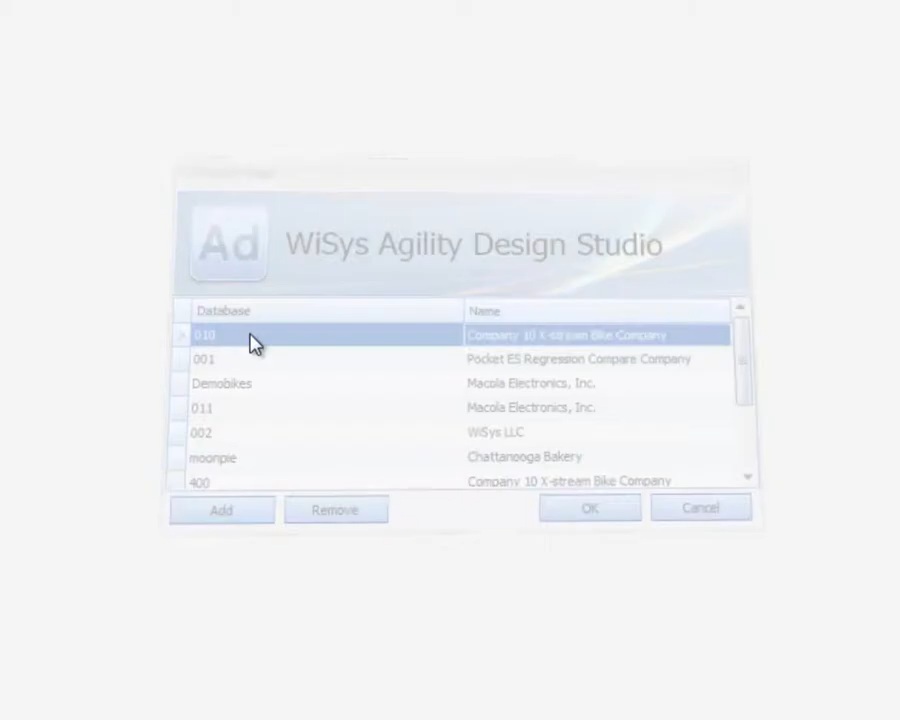 Ad WiSys Agility Design Studio
Database Name
010 Company 10 X-stream Bike Company
001 Pocket ES Regression Compare Company
Demobikes Macola Electronics, Inc.
011 Macola Electronics, Inc.
002 WiSys LLC
moonpie Chattanooga Bakery
400 Company 10 X-stream Bike Company
Add Remove OK Cancel